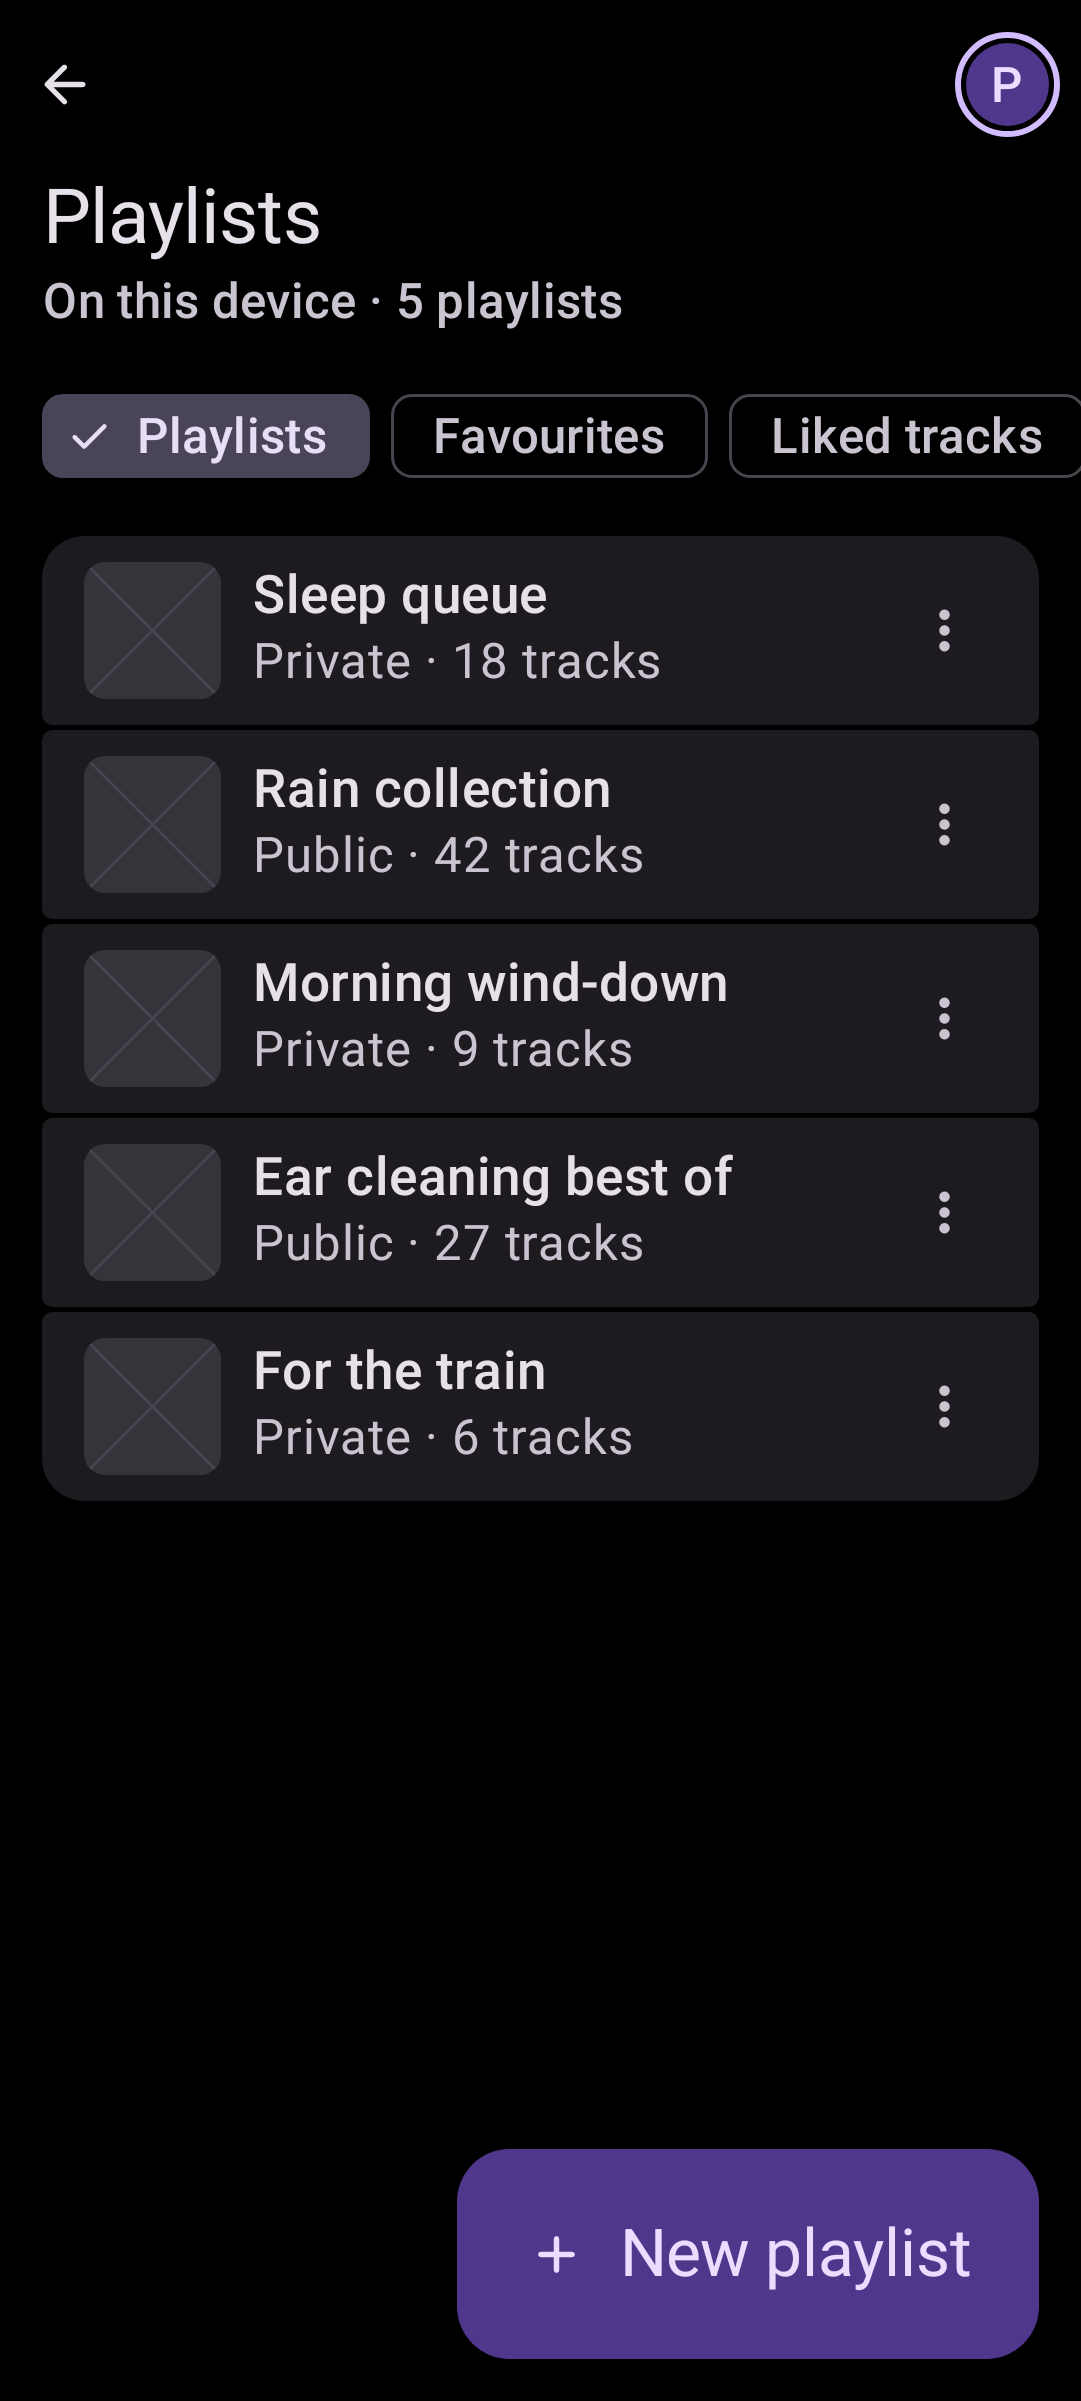 P
Playlists
On this device · 5 playlists
Playlists
Favourites
Liked tracks
Sleep queue
Private · 18 tracks
Rain collection
Public · 42 tracks
Morning wind-down
Private · 9 tracks
Ear cleaning best of
Public · 27 tracks
For the train
Private · 6 tracks
New playlist